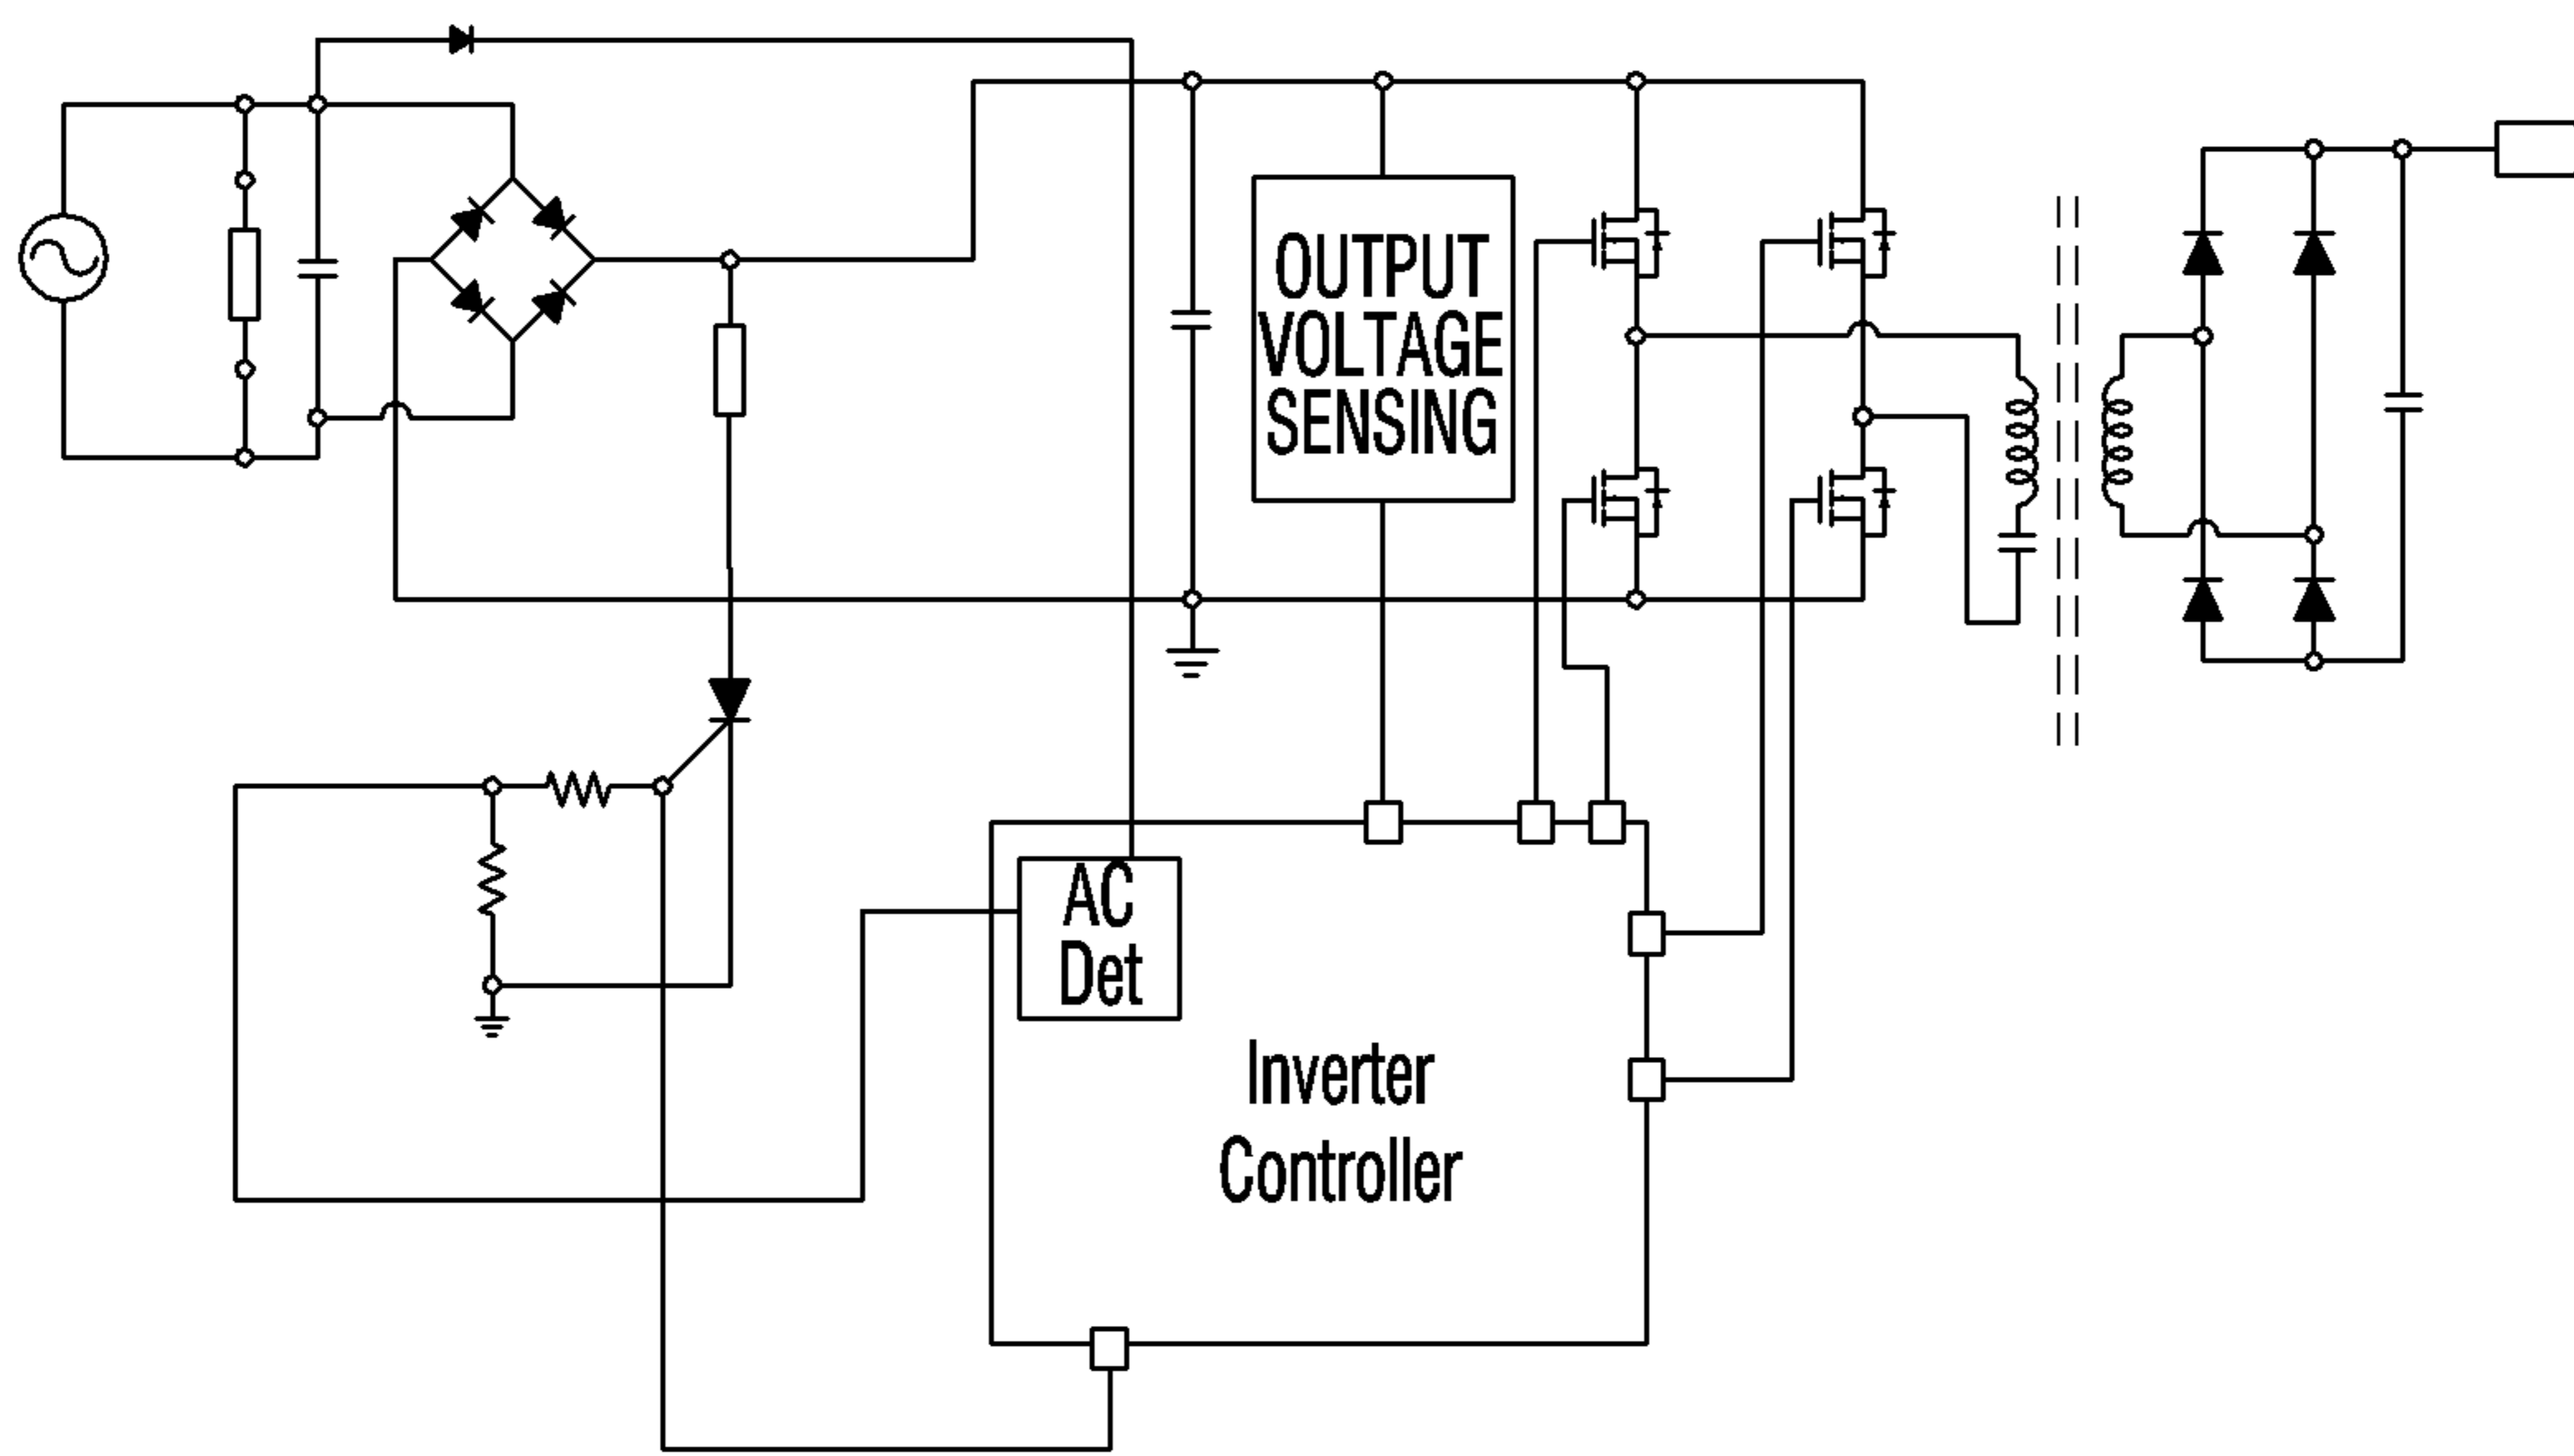 OUTPUT
VOLTAGE
SENSING
AC
Det
Inverter
Controller